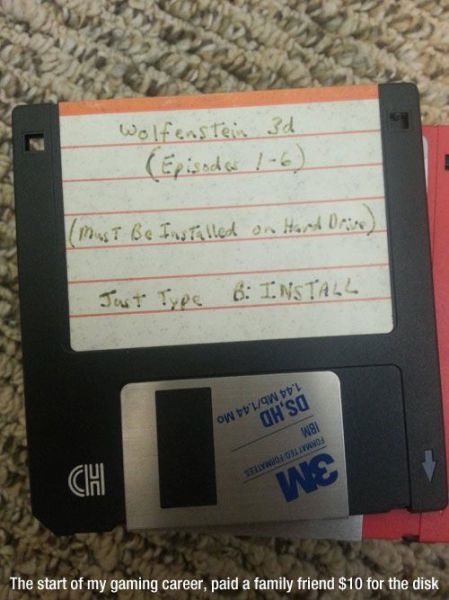 Wolfenstein 3d
(Episodes 1-6)
(Must Be Installed on Hard Drive)
Just Type B: INSTALL
3M
FORMATTED/FORMATEES
IBM
DS, HD
1.44 Mb/1.44 Mo
HD
The start of my gaming career, paid a family friend $10 for the disk